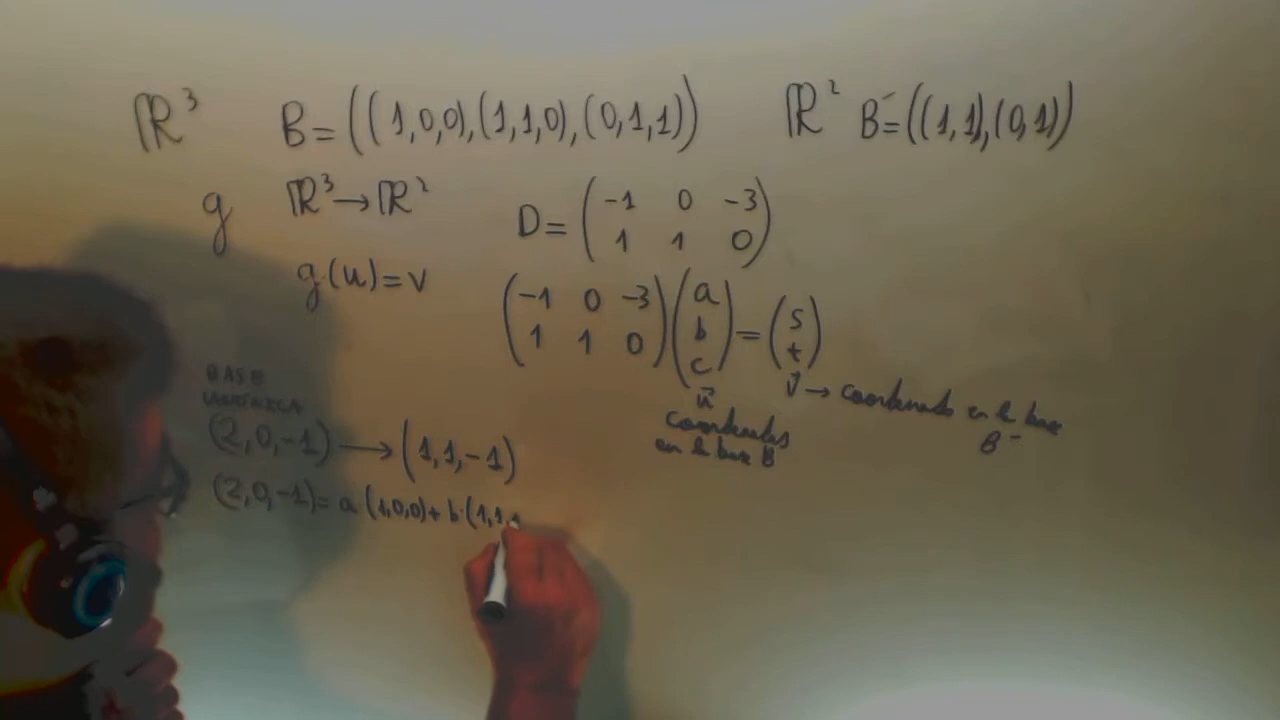 ℝ³ B=((1,0,0),(1,1,0),(0,1,1)) ℝ² B'=((1,1),(0,1))
g ℝ³→ℝ² D=(-1 0 -3
1 1 0)
g(u)=v
(-1 0 -3
1 1 0)(a
b
c)=(s
t)
u⃗
coordenadas
en la base B
v⃗→ coordenadas en la base
B'
BASE
CANÓNICA
(2,0,-1)→(1,1,-1)
(2,0,-1)=a(1,0,0)+b·(1,1,